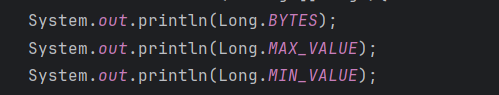 System.out.println(Long.BYTES);
System.out.println(Long.MAX_VALUE);
System.out.println(Long.MIN_VALUE);